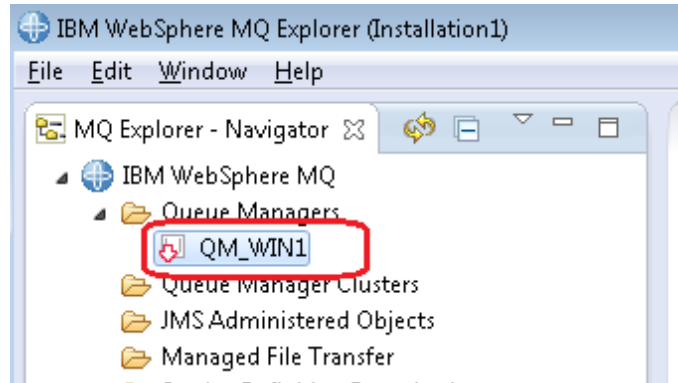 IBM WebSphere MQ Explorer (Installation1)
File Edit Window Help
MQ Explorer - Navigator
IBM WebSphere MQ
Queue Managers
QM_WIN1
Queue Manager Clusters
JMS Administered Objects
Managed File Transfer